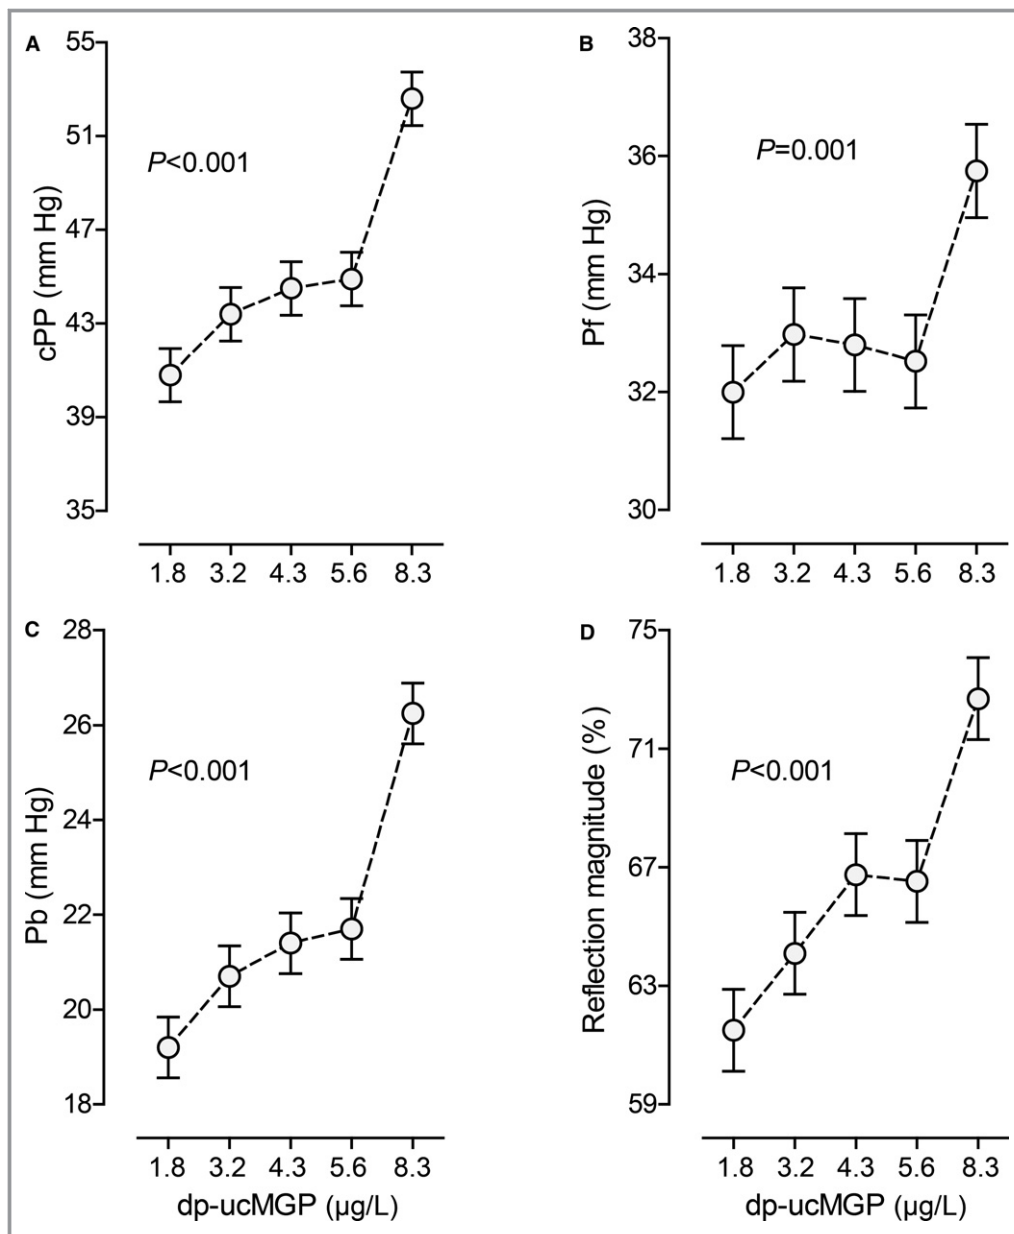 A
cPP (mm Hg)
55
51
47
43
39
35
P<0.001
1.8 3.2 4.3 5.6 8.3
B
Pf (mm Hg)
38
36
34
32
30
P=0.001
1.8 3.2 4.3 5.6 8.3
C
Pb (mm Hg)
28
26
24
22
20
18
P<0.001
1.8 3.2 4.3 5.6 8.3
dp-ucMGP (µg/L)
D
Reflection magnitude (%)
75
71
67
63
59
P<0.001
1.8 3.2 4.3 5.6 8.3
dp-ucMGP (µg/L)